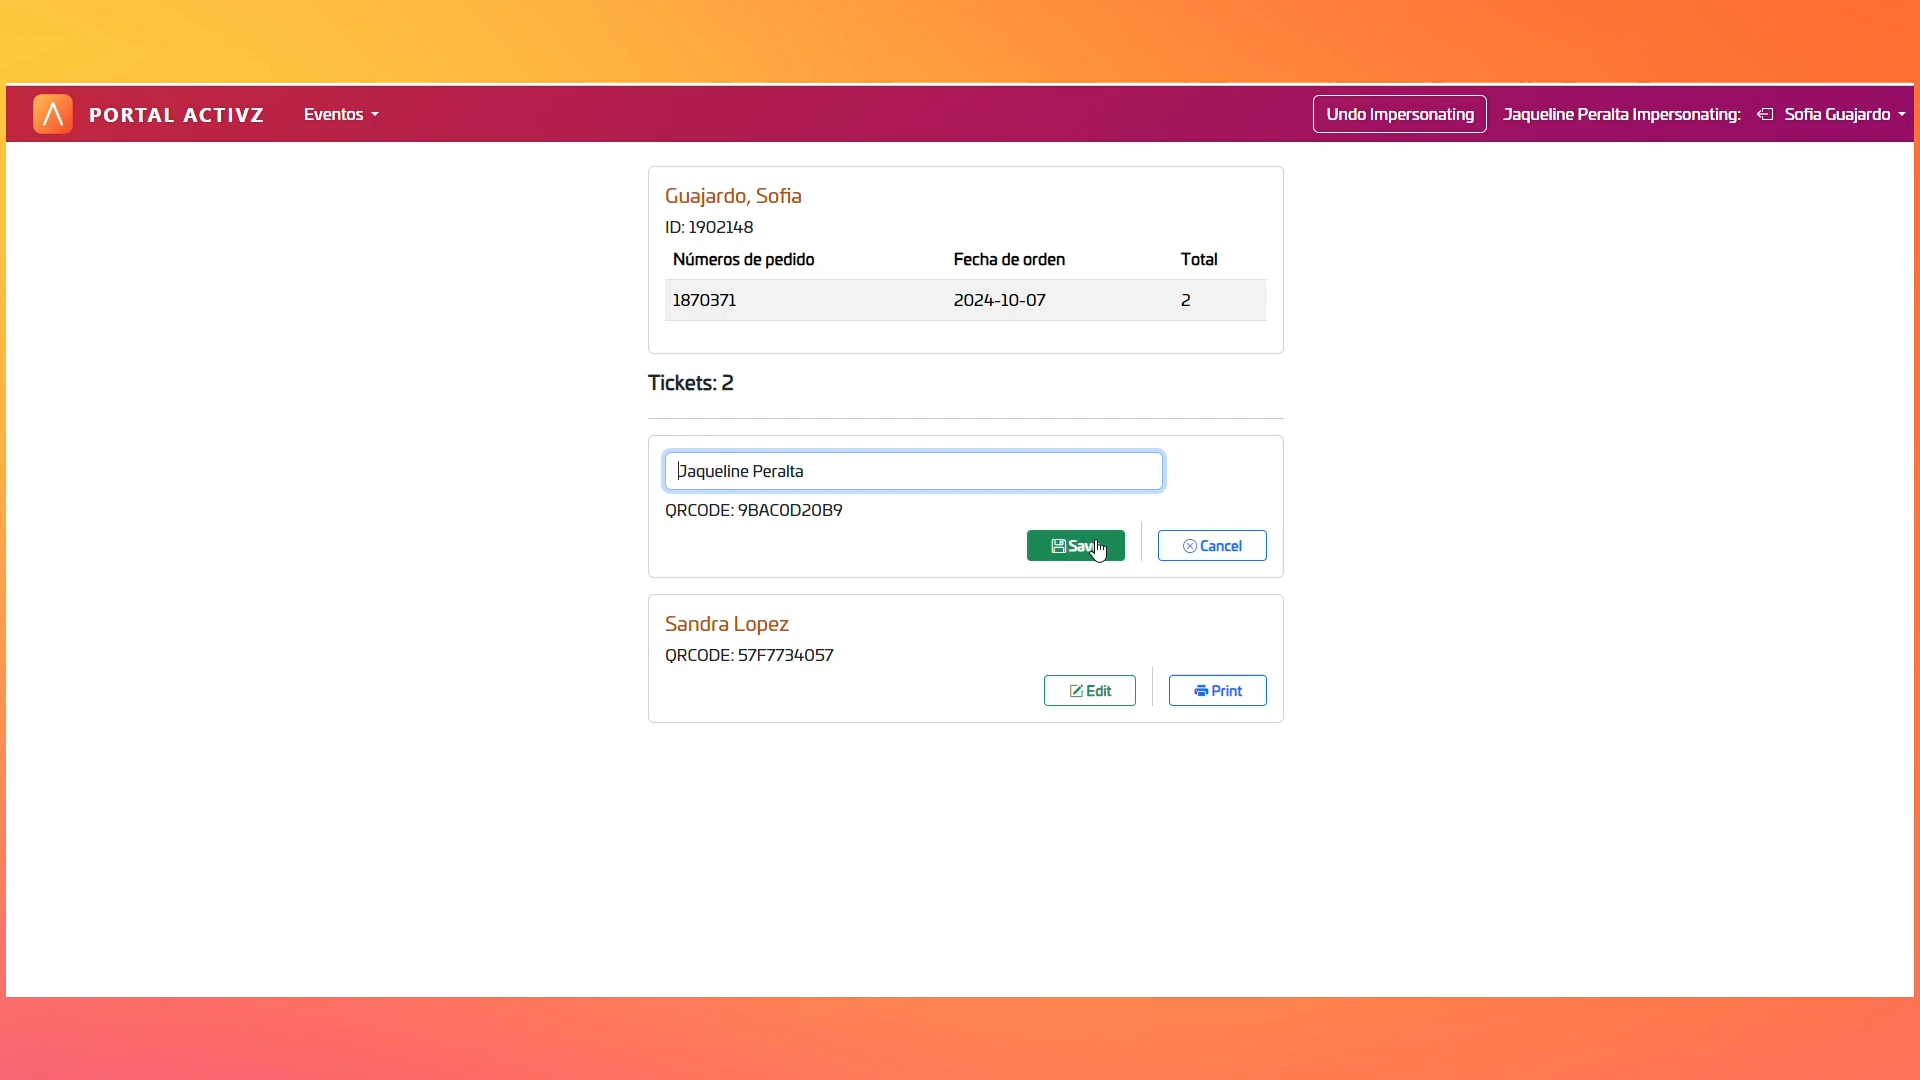 PORTAL ACTIVZ
Eventos
Undo Impersonating
Jaqueline Peralta Impersonating:
Sofia Guajardo
Guajardo, Sofia
ID: 1902148
Números de pedido Fecha de orden Total
1870371 2024-10-07 2
Tickets: 2
Jaqueline Peralta
QRCODE: 9BAC0D20B9
Save Cancel
Sandra Lopez
QRCODE: 57F7734057
Edit Print